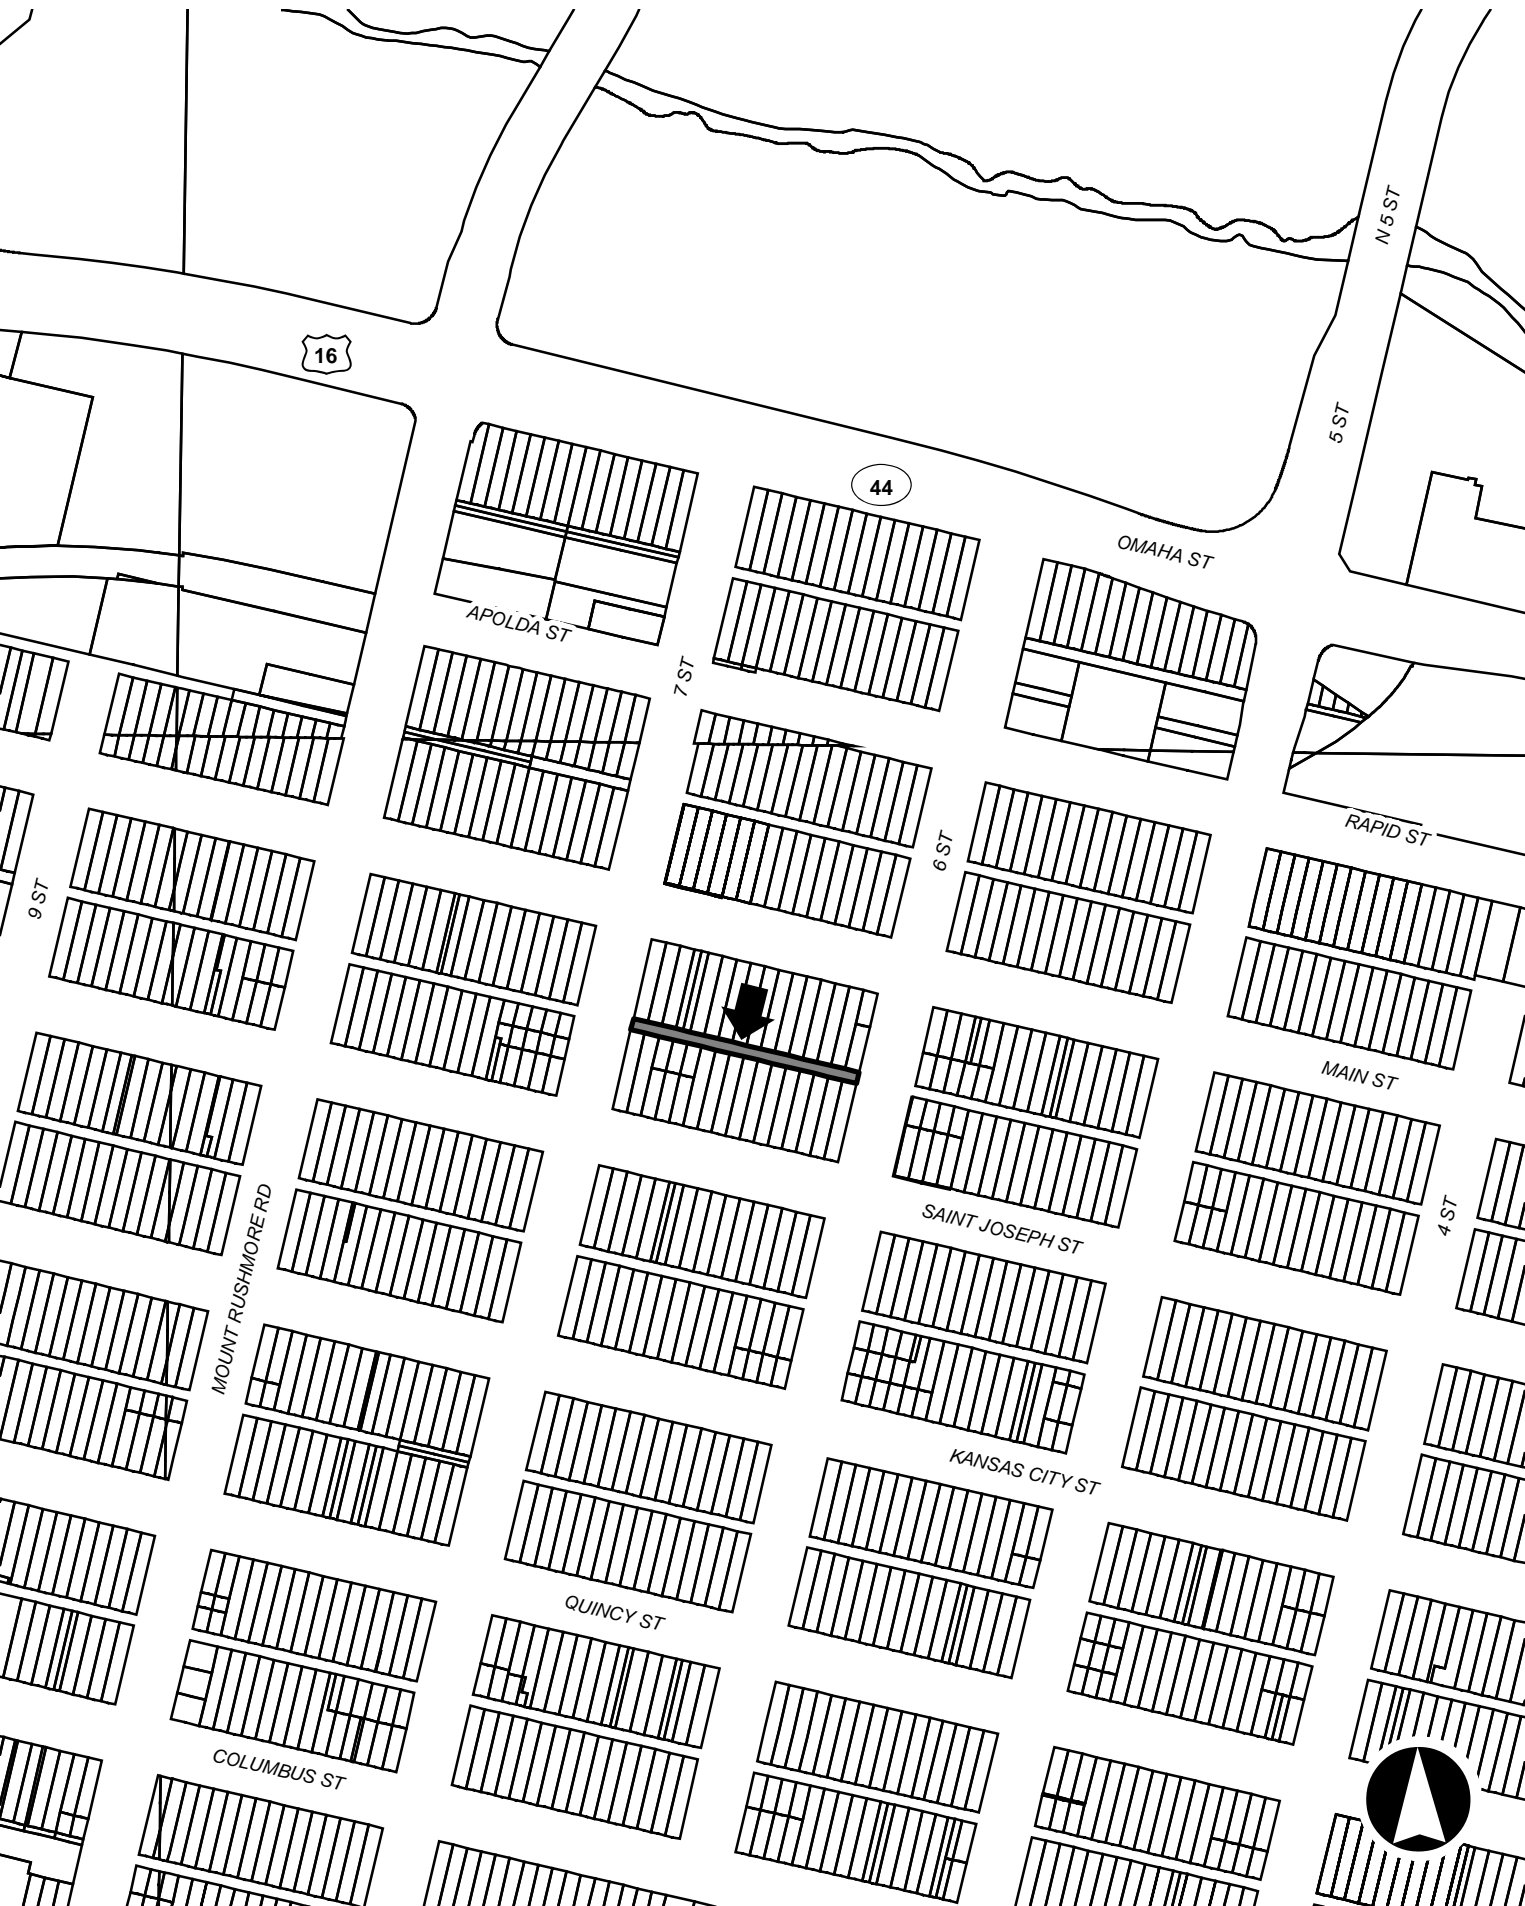 N 5 ST
16
5 ST
44
OMAHA ST
APOLDA ST
7 ST
RAPID ST
6 ST
9 ST
MAIN ST
SAINT JOSEPH ST
4 ST
MOUNT RUSHMORE RD
KANSAS CITY ST
QUINCY ST
COLUMBUS ST